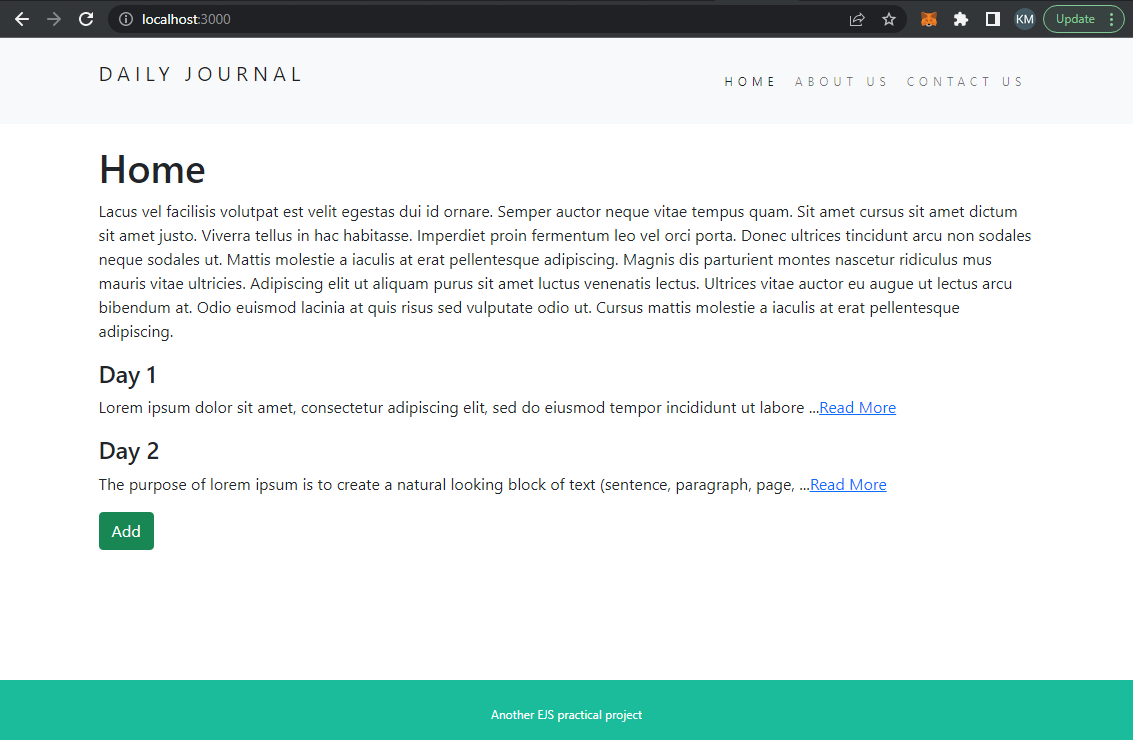 localhost:3000
KM
Update
DAILY JOURNAL
HOME ABOUT US CONTACT US
Home
Lacus vel facilisis volutpat est velit egestas dui id ornare. Semper auctor neque vitae tempus quam. Sit amet cursus sit amet dictum
sit amet justo. Viverra tellus in hac habitasse. Imperdiet proin fermentum leo vel orci porta. Donec ultrices tincidunt arcu non sodales
neque sodales ut. Mattis molestie a iaculis at erat pellentesque adipiscing. Magnis dis parturient montes nascetur ridiculus mus
mauris vitae ultricies. Adipiscing elit ut aliquam purus sit amet luctus venenatis lectus. Ultrices vitae auctor eu augue ut lectus arcu
bibendum at. Odio euismod lacinia at quis risus sed vulputate odio ut. Cursus mattis molestie a iaculis at erat pellentesque
adipiscing.
Day 1
Lorem ipsum dolor sit amet, consectetur adipiscing elit, sed do eiusmod tempor incididunt ut labore ...Read More
Day 2
The purpose of lorem ipsum is to create a natural looking block of text (sentence, paragraph, page, ...Read More
Add
Another EJS practical project